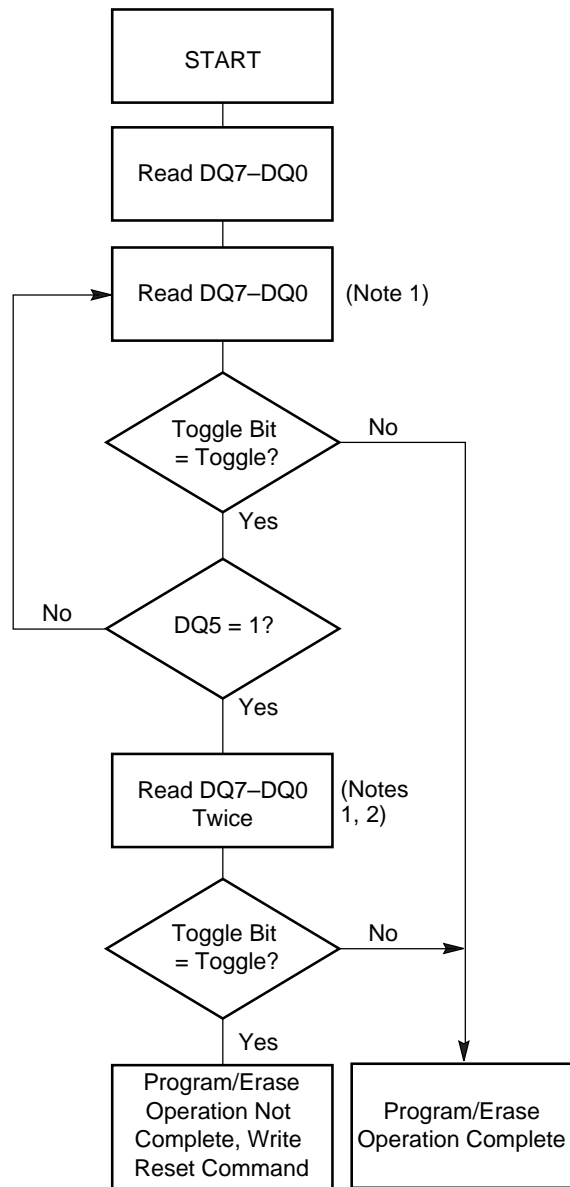 START
Read DQ7–DQ0
Read DQ7–DQ0
(Note 1)
Toggle Bit
= Toggle?
No
Yes
No
DQ5 = 1?
Yes
Read DQ7–DQ0
Twice
(Notes
1, 2)
Toggle Bit
= Toggle?
No
Yes
Program/Erase
Operation Not
Complete, Write
Reset Command
Program/Erase
Operation Complete